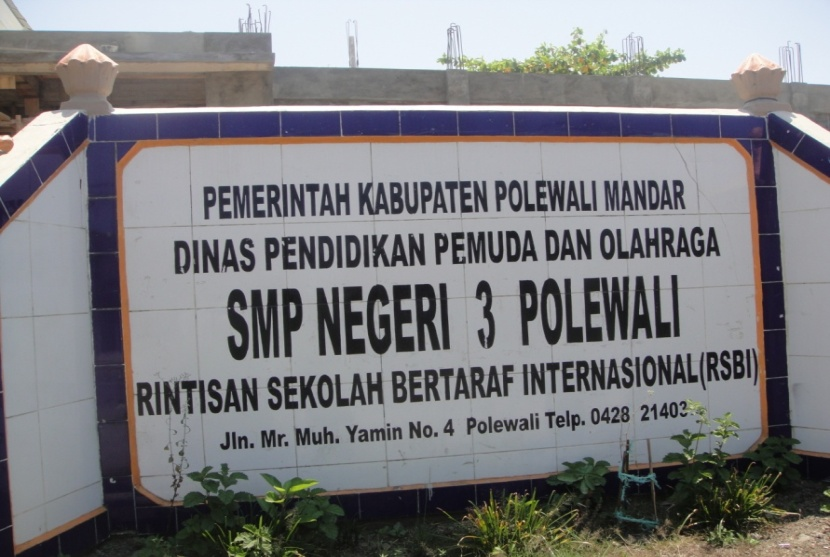 PEMERINTAH KABUPATEN POLEWALI MANDAR
DINAS PENDIDIKAN PEMUDA DAN OLAHRAGA
SMP NEGERI 3 POLEWALI
RINTISAN SEKOLAH BERTARAF INTERNASIONAL(RSBI)
Jln. Mr. Muh. Yamin No. 4 Polewali Telp. 0428 21403